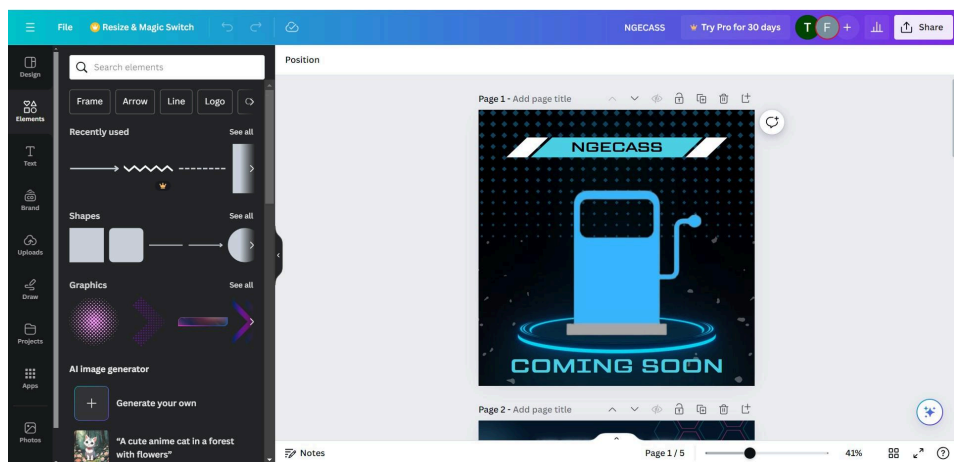 File
Resize & Magic Switch
NGECASS
Try Pro for 30 days
T
F
+
Share
Design
Elements
Text
Brand
Uploads
Draw
Projects
Apps
Photos
Search elements
Frame
Arrow
Line
Logo
Recently used
See all
Shapes
See all
Graphics
See all
AI image generator
Generate your own
"A cute anime cat in a forest
with flowers"
Position
Page 1 - Add page title
NGECASS
COMING SOON
Page 2 - Add page title
Notes
Page 1 / 5
41%